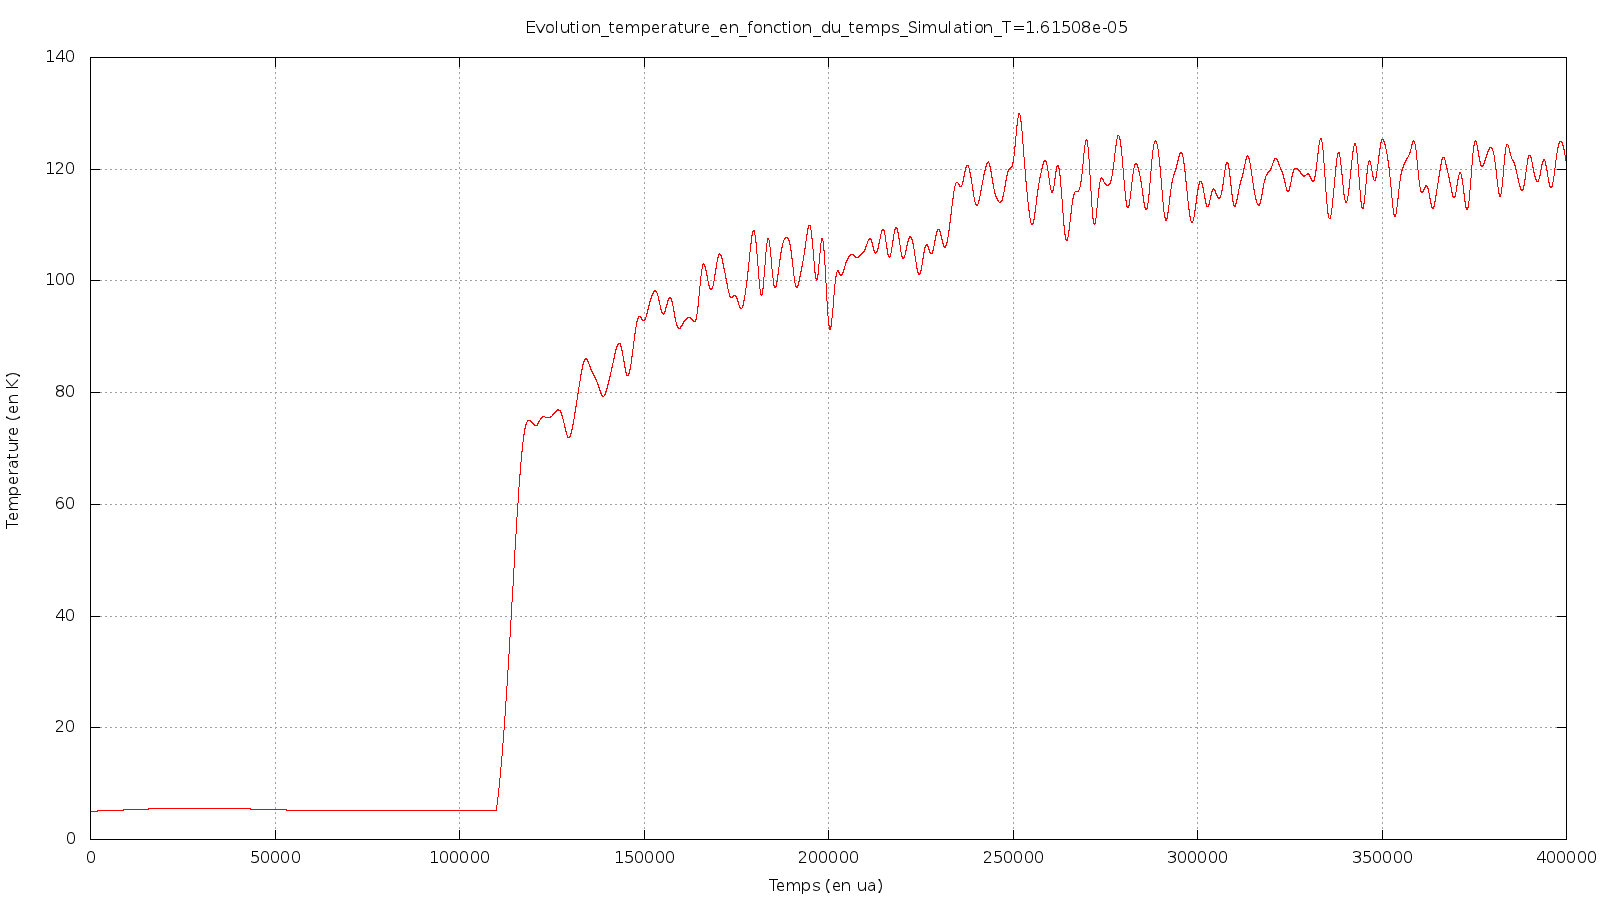 Evolution_temperature_en_fonction_du_temps_Simulation_T=1.61508e-05
140
120
100
80
60
40
20
0
Temperature (en K)
0 50000 100000 150000 200000 250000 300000 350000 400000
Temps (en ua)